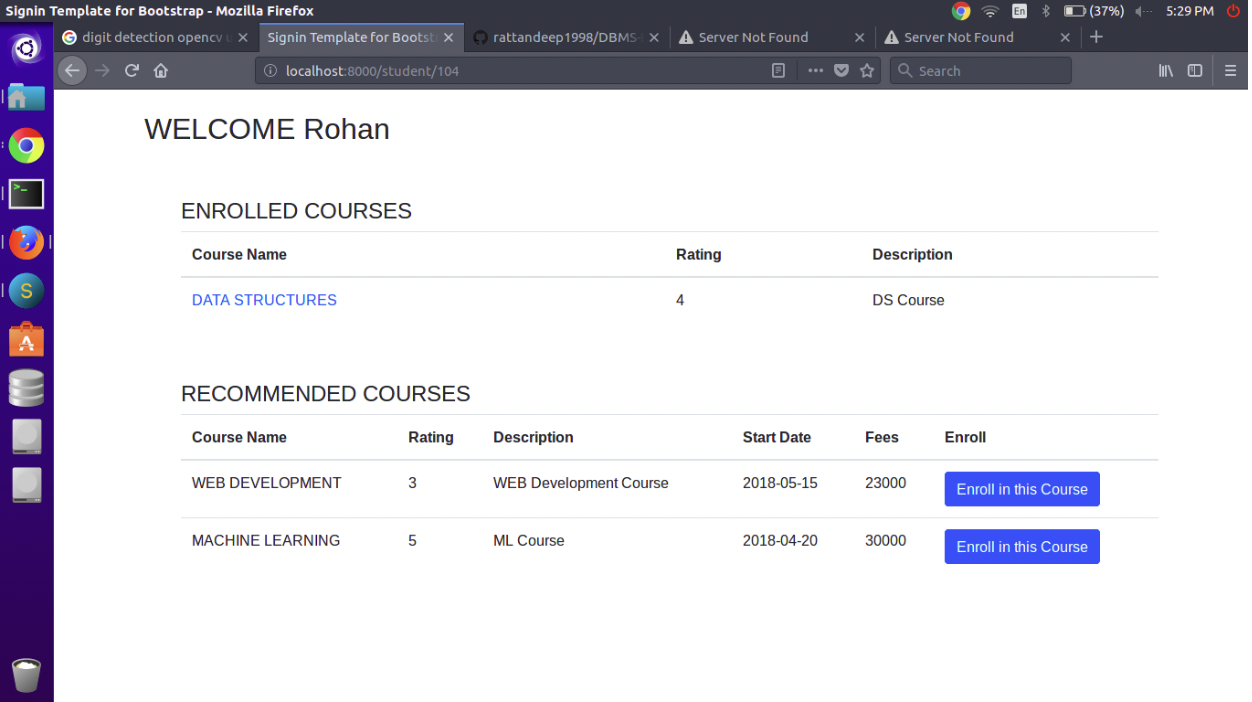 Signin Template for Bootstrap - Mozilla Firefox En (37%) 5:29 PM
digit detection opencv Signin Template for Bootst rattandeep1998/DBMS- Server Not Found Server Not Found
localhost:8000/student/104 Search
WELCOME Rohan
ENROLLED COURSES
Course Name Rating Description
DATA STRUCTURES 4 DS Course
RECOMMENDED COURSES
Course Name Rating Description Start Date Fees Enroll
WEB DEVELOPMENT 3 WEB Development Course 2018-05-15 23000 Enroll in this Course
MACHINE LEARNING 5 ML Course 2018-04-20 30000 Enroll in this Course